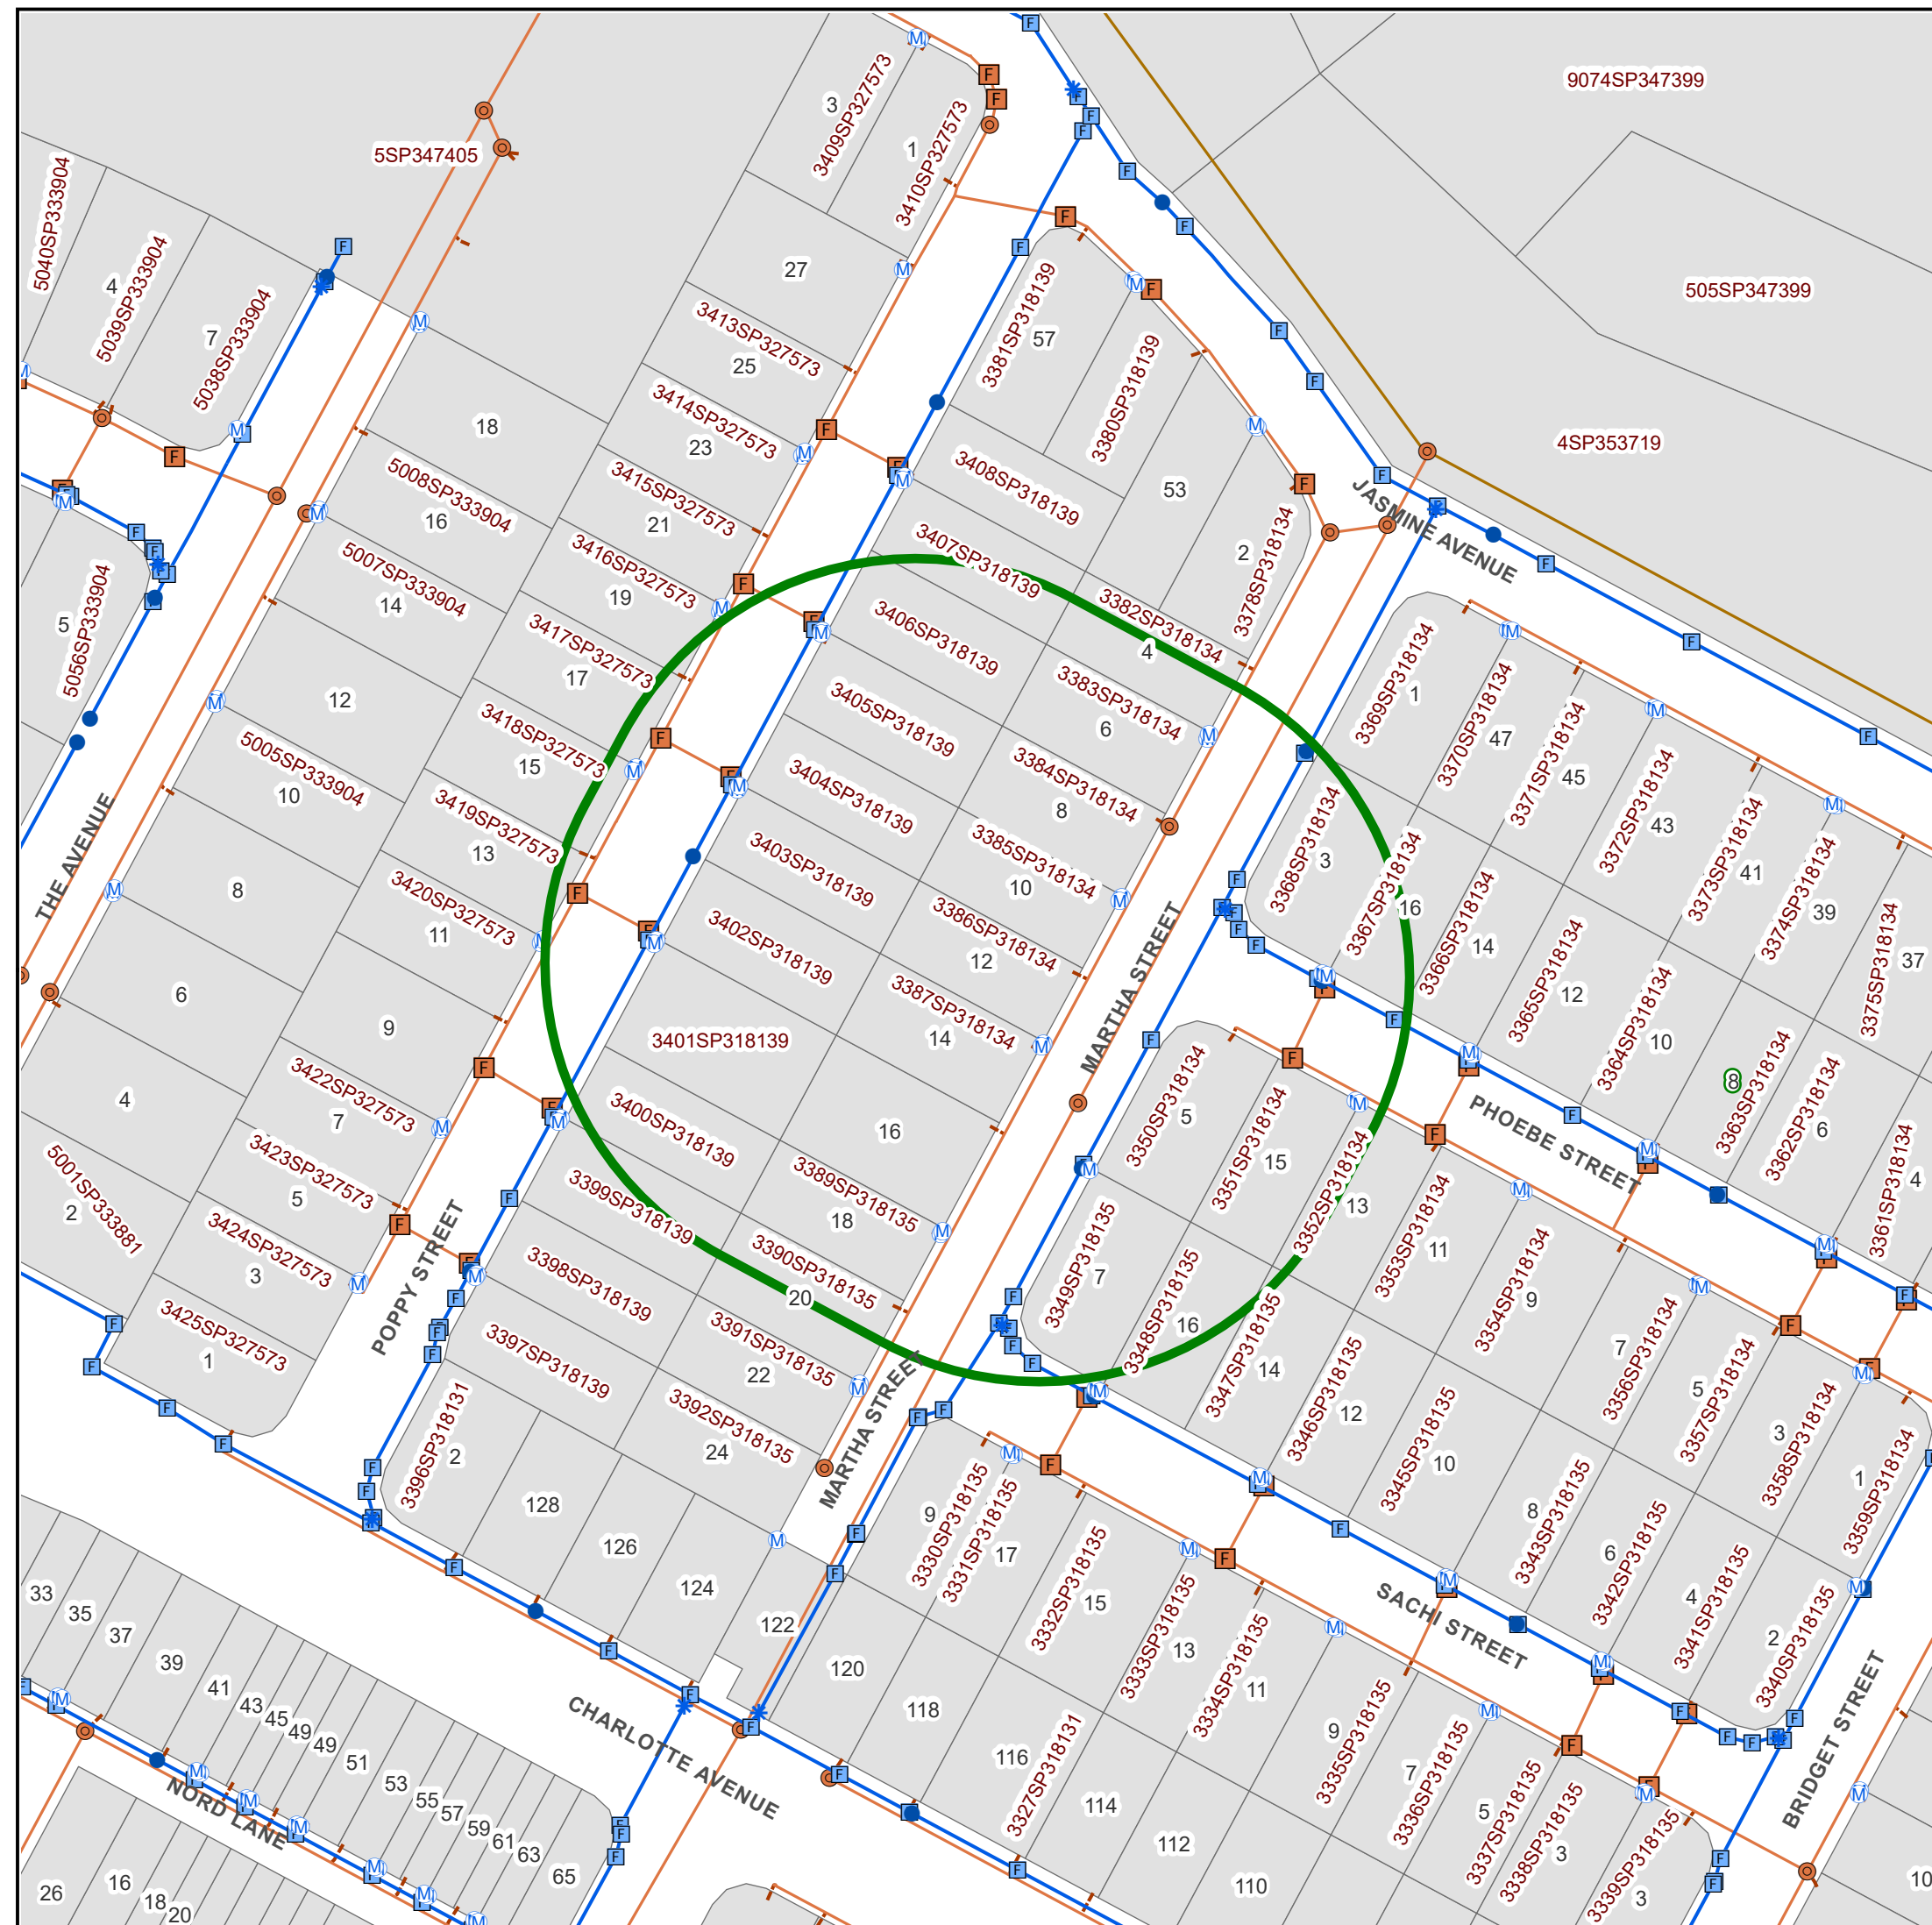 9074SP347399
3
3409SP327573
1
3410SP327573
5SP347405
5040SP333904
4
5039SP333904
7
5038SP333904
27
505SP347399
3413SP327573
25
3381SP318139
57
3380SP318139
18
3414SP327573
23
4SP353719
3408SP318139
53
5008SP333904
16
3415SP327573
21
JASMINE AVENUE
3407SP318139
2
3378SP318134
5007SP333904
14
3416SP327573
19
5
5056SP333904
3406SP318139
3382SP318134
4
3417SP327573
17
12
3405SP318139
3383SP318134
6
3369SP318134
1
3370SP318134
47
3371SP318134
45
3418SP327573
15
5005SP333904
10
3404SP318139
3384SP318134
8
3372SP318134
43
3419SP327573
13
THE AVENUE
3403SP318139
3385SP318134
10
3368SP318134
3
3367SP318134
16
3373SP318134
41
3374SP318134
39
8
3420SP327573
11
3402SP318139
3386SP318134
12
MARTHA STREET
3366SP318134
14
3365SP318134
12
3375SP318134
37
6
9
3401SP318139
3387SP318134
14
3364SP318134
10
4
3422SP327573
7
3400SP318139
16
3350SP318134
5
3351SP318134
15
PHOEBE STREET
8
3363SP318134
3362SP318134
6
5001SP333881
2
3423SP327573
5
3399SP318139
3389SP318135
18
3352SP318134
13
3361SP318134
4
3424SP327573
3
POPPY STREET
3398SP318139
3390SP318135
20
3349SP318135
7
3348SP318135
16
3353SP318134
11
3354SP318134
9
3425SP327573
1
3397SP318139
3391SP318135
22
3347SP318135
14
3346SP318135
12
7
3356SP318134
5
3357SP318134
3396SP318131
2
3392SP318135
24
MARTHA STREET
3345SP318135
10
3
3358SP318134
1
3359SP318134
128
9
3330SP318135
3331SP318135
17
8
3343SP318135
126
124
3332SP318135
15
6
3342SP318135
33
35
37
39
41
43
45
49
49
51
53
55
57
59
61
63
65
122
120
118
3333SP318135
13
3334SP318135
11
SACHI STREET
4
3341SP318135
2
3340SP318135
CHARLOTTE AVENUE
116
3327SP318131
114
112
110
9
3335SP318135
7
3336SP318135
5
3337SP318135
3338SP318135
3
3339SP318135
3
BRIDGET STREET
10
NORD LANE
26
16
18
20